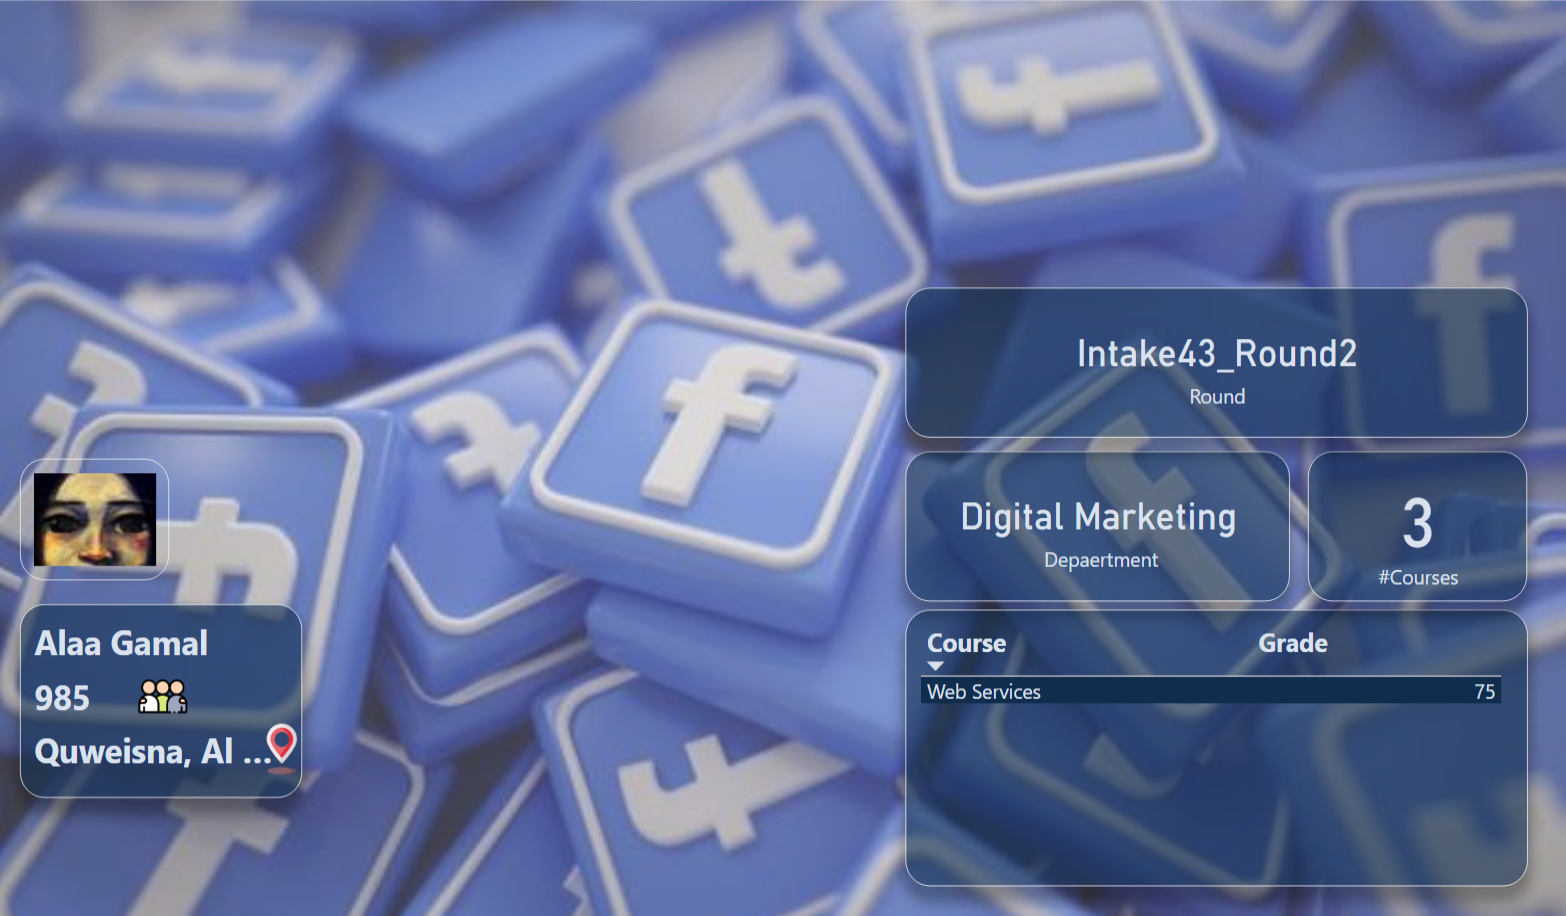 Intake43_Round2
Round
Digital Marketing
Depaertment
3
#Courses
Alaa Gamal
985
Quweisna, Al ...
Course Grade
Web Services 75